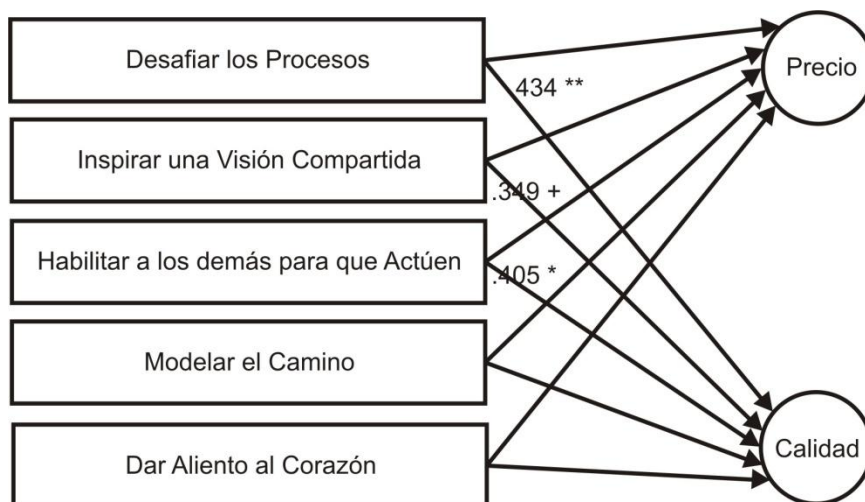 Desafiar los Procesos
Precio
434 **
Inspirar una Visión Compartida
.349 +
Habilitar a los demás para que Actúen
.405 *
Modelar el Camino
Dar Aliento al Corazón
Calidad